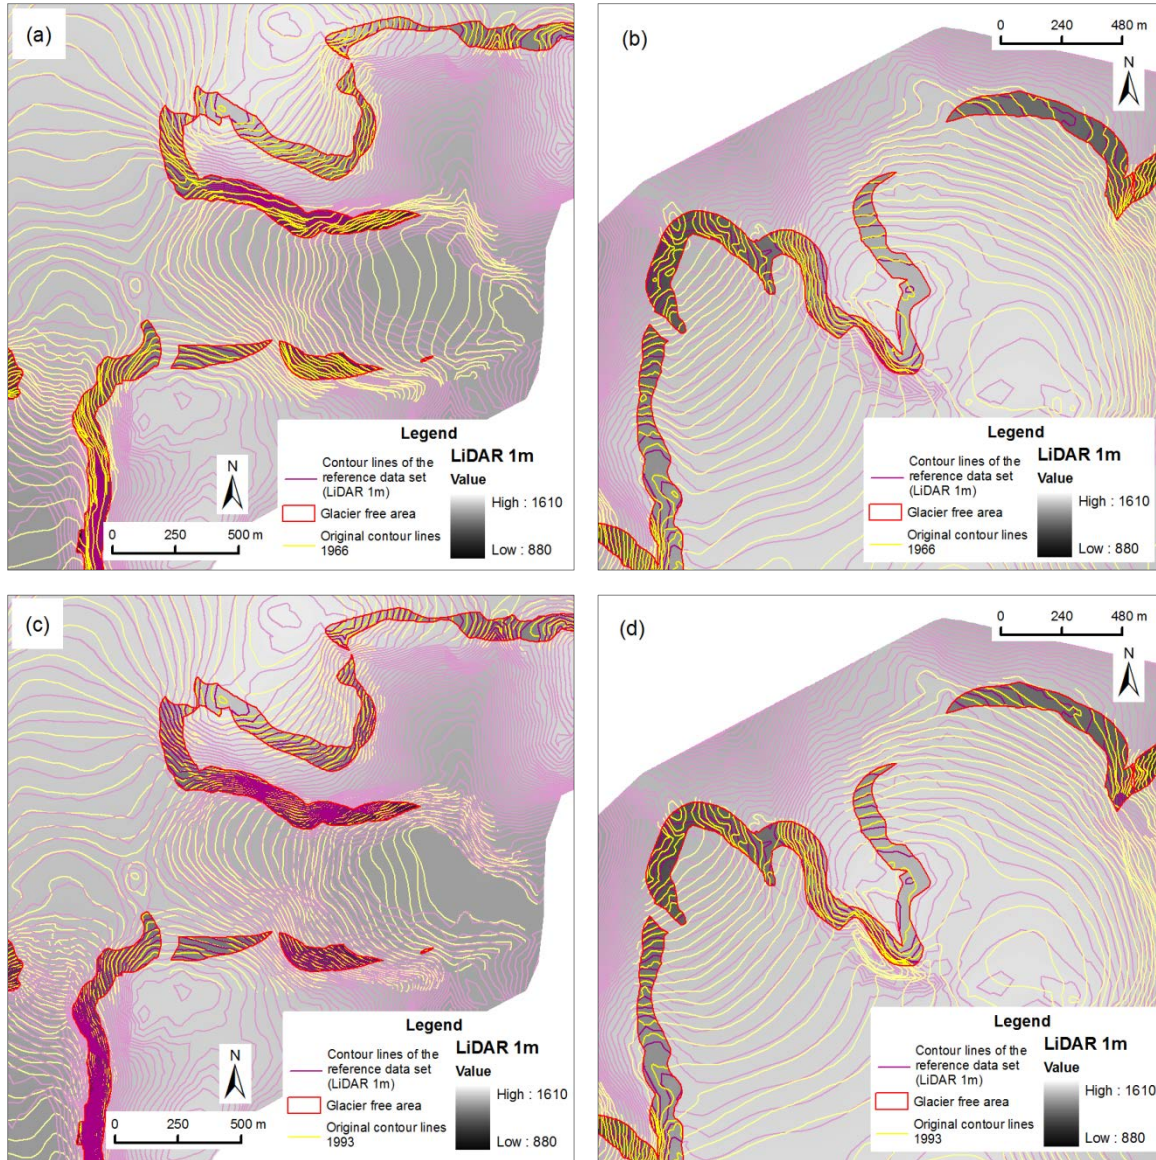 (a)
N
0 250 500 m
Legend
Contour lines of the
reference data set
(LiDAR 1m)
Glacier free area
Original contour lines
1966
LiDAR 1m
Value
High : 1610
Low : 880
(b)
0 240 480 m
N
Legend
Contour lines of the
reference data set
(LiDAR 1m)
Glacier free area
Original contour lines
1966
LiDAR 1m
Value
High : 1610
Low : 880
(c)
N
0 250 500 m
Legend
Contour lines of the
reference data set
(LiDAR 1m)
Glacier free area
Original contour lines
1993
LiDAR 1m
Value
High : 1610
Low : 880
(d)
0 240 480 m
N
Legend
Contour lines of the
reference data set
(LiDAR 1m)
Glacier free area
Original contour lines
1993
LiDAR 1m
Value
High : 1610
Low : 880